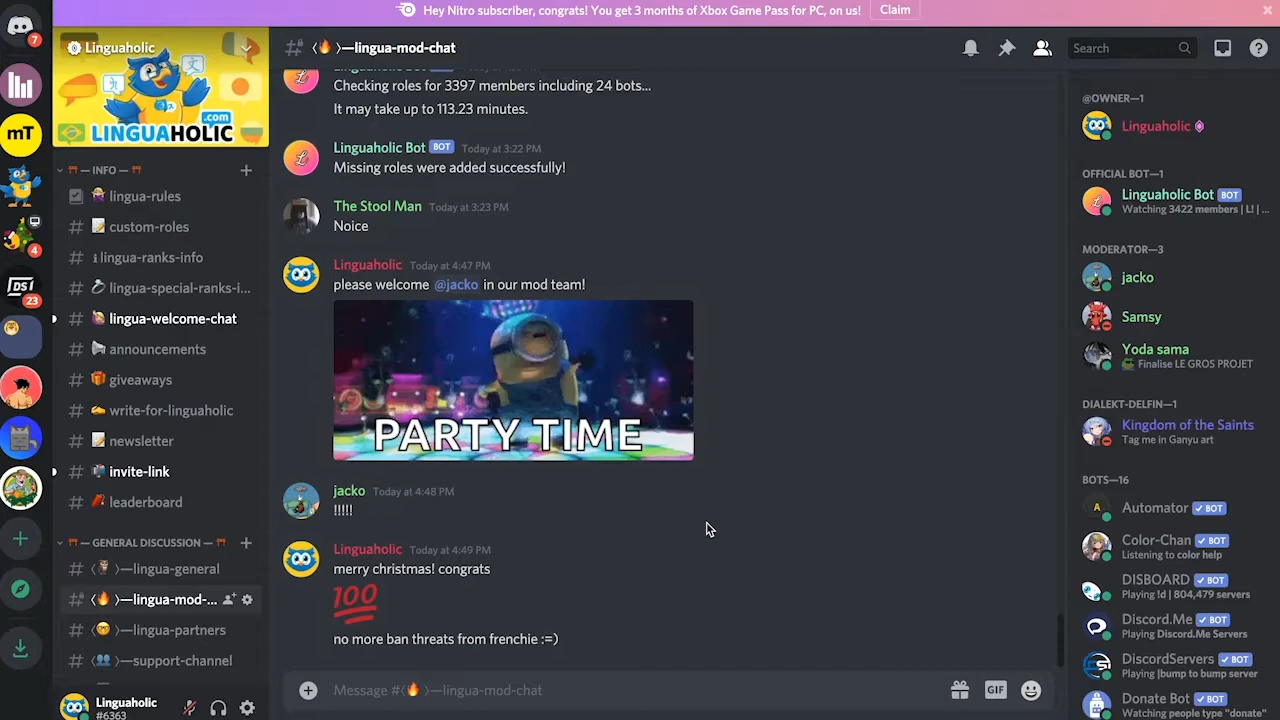 Hey Nitro subscriber, congrats! You get 3 months of Xbox Game Pass for PC, on us!
Claim
7
mT
4
DST
23
Linguaholic
.com
LINGUAHOLIC
— INFO —
lingua-rules
custom-roles
lingua-ranks-info
lingua-special-ranks-i...
lingua-welcome-chat
announcements
giveaways
write-for-linguaholic
newsletter
invite-link
leaderboard
— GENERAL DISCUSSION —
〈🦉〉—lingua-general
〈🔥〉—lingua-mod-...
〈🤓〉—lingua-partners
〈👥〉—support-channel
Linguaholic
#6363
〈🔥〉—lingua-mod-chat
Search
Checking roles for 3397 members including 24 bots...
It may take up to 113.23 minutes.
Linguaholic Bot BOT Today at 3:22 PM
Missing roles were added successfully!
The Stool Man Today at 3:23 PM
Noice
Linguaholic Today at 4:47 PM
please welcome @jacko in our mod team!
PARTY TIME
jacko Today at 4:48 PM
!!!!!
Linguaholic Today at 4:49 PM
merry christmas! congrats
100
no more ban threats from frenchie :=)
Message #〈🔥〉—lingua-mod-chat
GIF
@OWNER—1
Linguaholic
OFFICIAL BOT—1
Linguaholic Bot BOT
Watching 3422 members | L! | ...
MODERATOR—3
jacko
Samsy
Yoda sama
Finalise LE GROS PROJET
DIALEKT-DELFIN—1
Kingdom of the Saints
Tag me in Ganyu art
BOTS—16
Automator ✓ BOT
Color-Chan ✓ BOT
Listening to color help
DISBOARD ✓ BOT
Playing !d | 804,479 servers
Discord.Me ✓ BOT
Playing Discord.Me Servers
DiscordServers ✓ BOT
Playing |bump to bump server
Donate Bot ✓ BOT
Watching people type "donate"